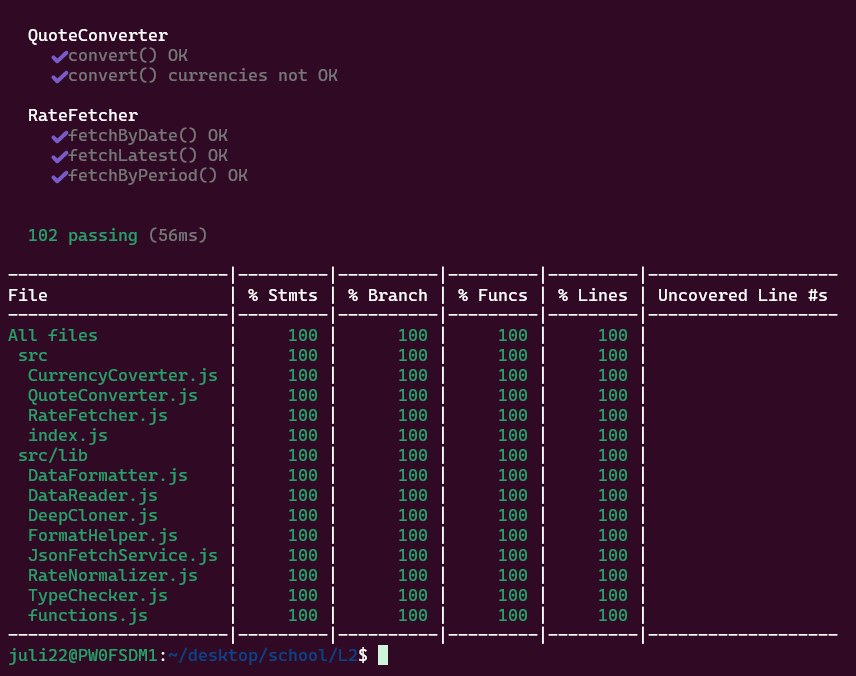 QuoteConverter
✔convert() OK
✔convert() currencies not OK
RateFetcher
✔fetchByDate() OK
✔fetchLatest() OK
✔fetchByPeriod() OK
102 passing (56ms)
----------------------|---------|----------|---------|---------|-------------------
File                  | % Stmts | % Branch | % Funcs | % Lines | Uncovered Line #s
----------------------|---------|----------|---------|---------|-------------------
All files             |     100 |      100 |     100 |     100 |
 src                  |     100 |      100 |     100 |     100 |
  CurrencyCoverter.js |     100 |      100 |     100 |     100 |
  QuoteConverter.js   |     100 |      100 |     100 |     100 |
  RateFetcher.js      |     100 |      100 |     100 |     100 |
  index.js            |     100 |      100 |     100 |     100 |
 src/lib              |     100 |      100 |     100 |     100 |
  DataFormatter.js    |     100 |      100 |     100 |     100 |
  DataReader.js       |     100 |      100 |     100 |     100 |
  DeepCloner.js       |     100 |      100 |     100 |     100 |
  FormatHelper.js     |     100 |      100 |     100 |     100 |
  JsonFetchService.js |     100 |      100 |     100 |     100 |
  RateNormalizer.js   |     100 |      100 |     100 |     100 |
  TypeChecker.js      |     100 |      100 |     100 |     100 |
  functions.js        |     100 |      100 |     100 |     100 |
----------------------|---------|----------|---------|---------|-------------------
juli22@PW0FSDM1:~/desktop/school/L2$